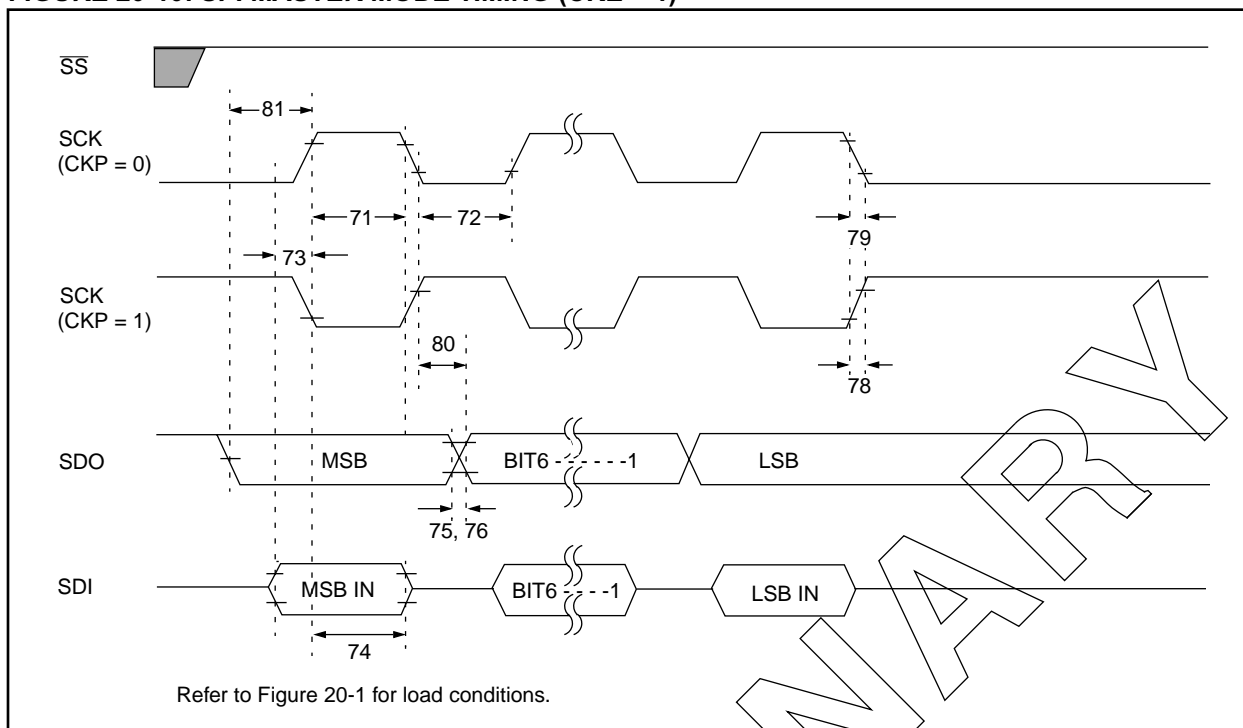 SS
81
SCK
(CKP = 0)
71
72
79
73
SCK
(CKP = 1)
80
78
SDO
MSB
BIT6 - - - - - -1
LSB
75, 76
SDI
MSB IN
BIT6 - - - -1
LSB IN
74
Refer to Figure 20-1 for load conditions.
NARY